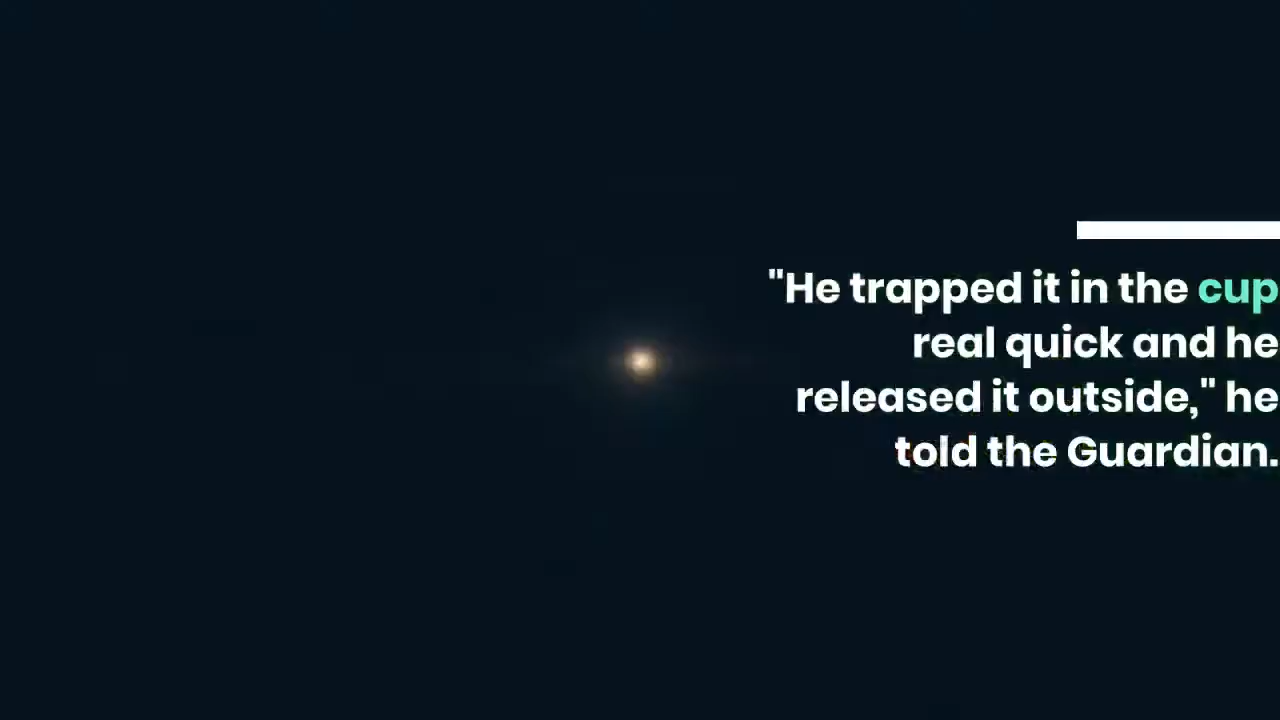 "He trapped it in the cup
real quick and he
released it outside," he
told the Guardian.